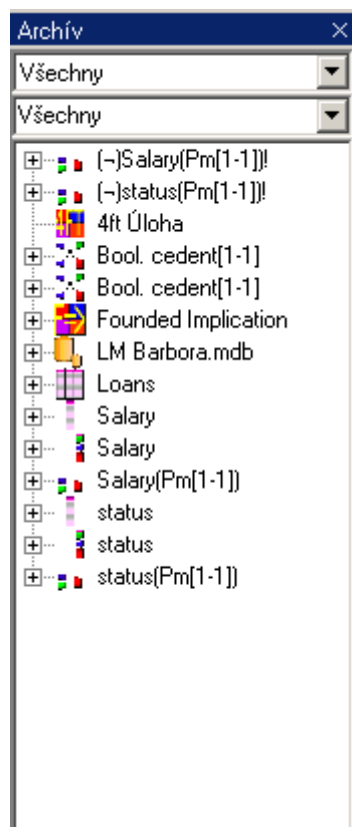 Archív
Všechny
Všechny
(¬)Salary(Pm[1-1])!
(¬)status(Pm[1-1])!
4ft Úloha
Bool. cedent[1-1]
Bool. cedent[1-1]
Founded Implication
LM Barbora.mdb
Loans
Salary
Salary
Salary(Pm[1-1])
status
status
status(Pm[1-1])